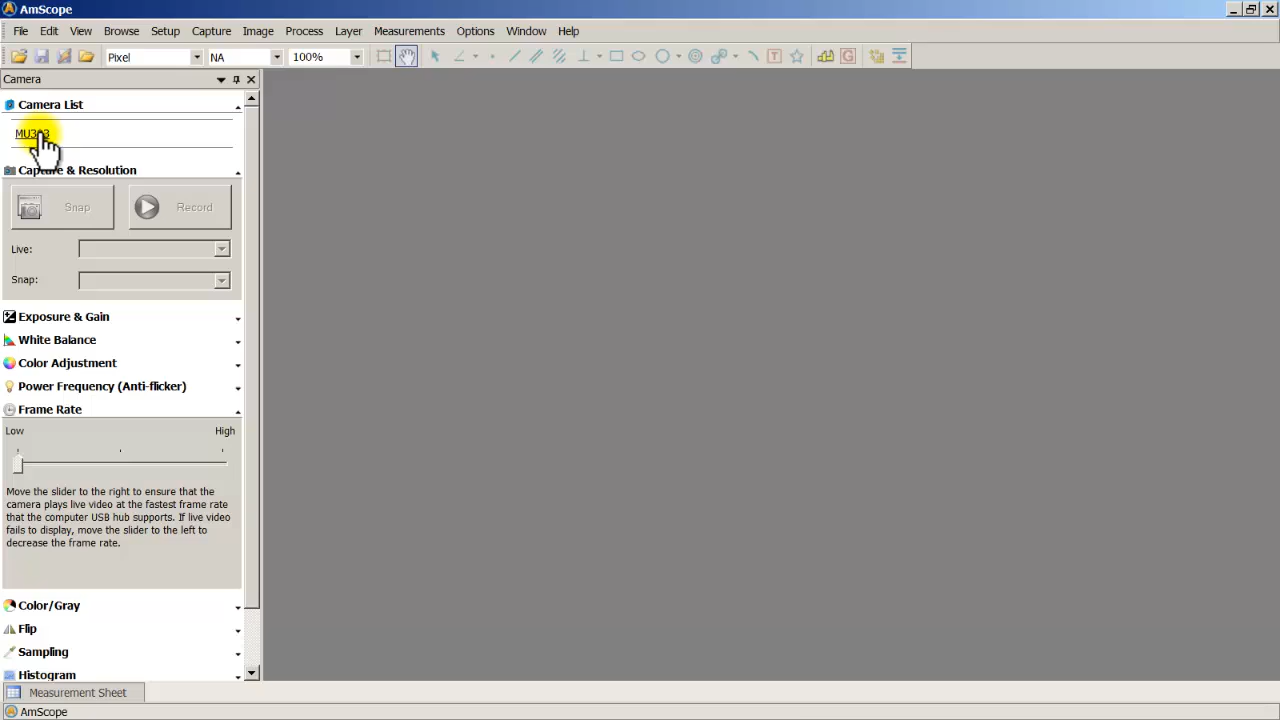 AmScope
File Edit View Browse Setup Capture Image Process Layer Measurements Options Window Help
Pixel NA 100%
Camera
Camera List
Capture & Resolution
Snap Record
Live:
Snap:
Exposure & Gain
White Balance
Color Adjustment
Power Frequency (Anti-flicker)
Frame Rate
Low High
Move the slider to the right to ensure that the
camera plays live video at the fastest frame rate
that the computer USB hub supports. If live video
fails to display, move the slider to the left to
decrease the frame rate.
Color/Gray
Flip
Sampling
Histogram
Measurement Sheet
AmScope